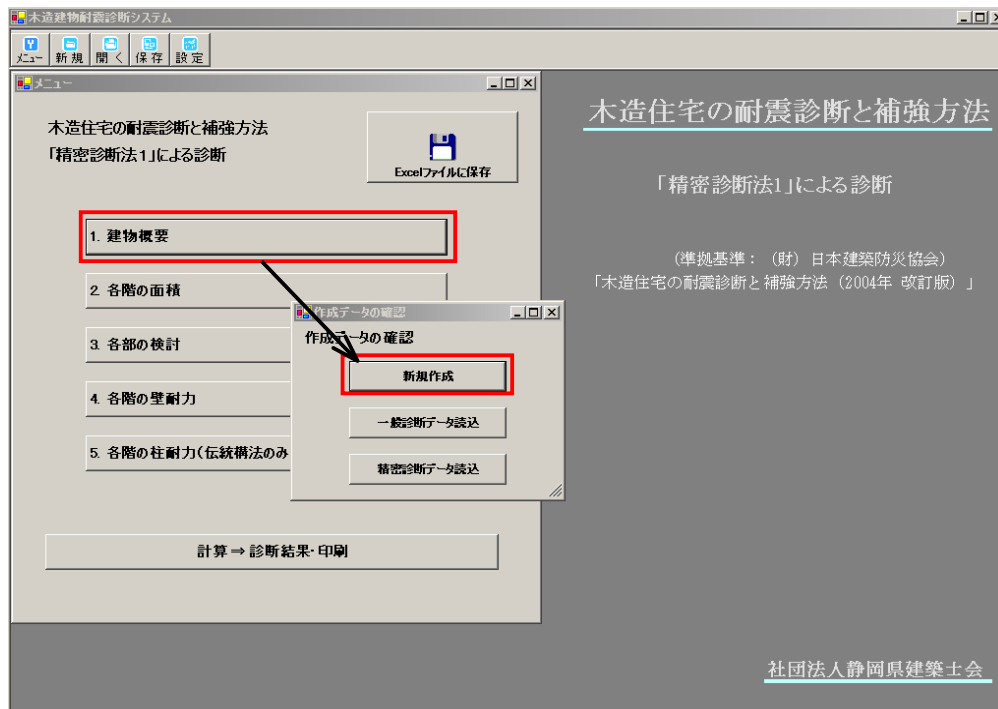 木造建物耐震診断システム
メニュー 新規 開く 保存 設定
メニュー
木造住宅の耐震診断と補強方法
「精密診断法1」による診断
Excelファイルに保存
1. 建物概要
2. 各階の面積
3. 各部の検討
4. 各階の壁耐力
5. 各階の柱耐力(伝統構法のみ
計算⇒診断結果・印刷
作成データの確認
作成データの確認
新規作成
一般診断データ読込
精密診断データ読込
木造住宅の耐震診断と補強方法
「精密診断法1」による診断
(準拠基準:(財)日本建築防災協会)
「木造住宅の耐震診断と補強方法(2004年 改訂版)」
社団法人静岡県建築士会